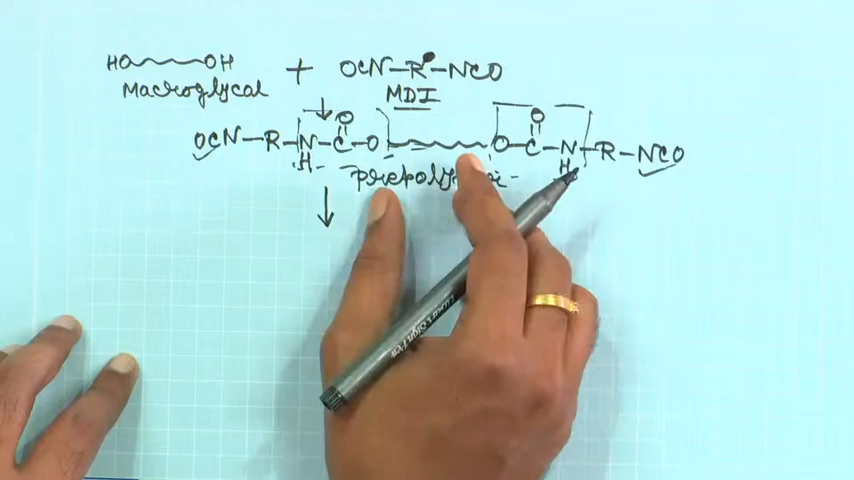 HO OH + OCN-R-NCO
Macroglycol MDI
OCN-R-N-C-O O-C-N-R-NCO
H O O H